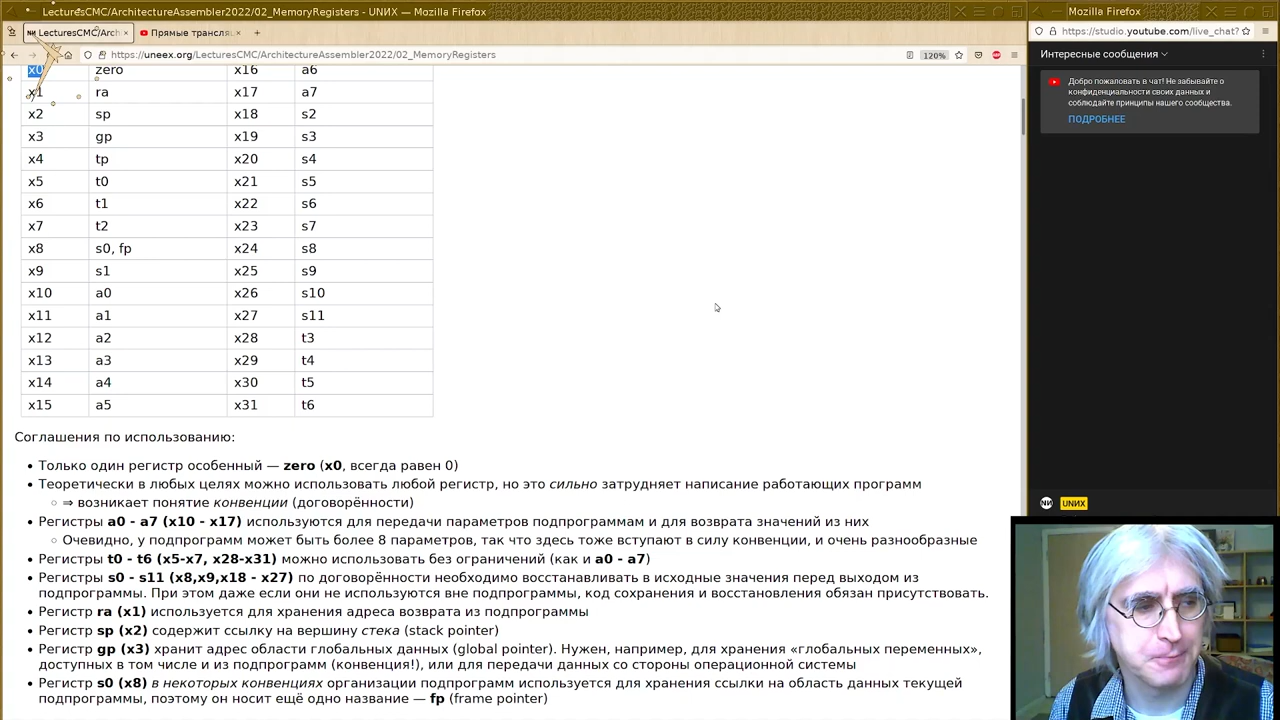 LecturesCMC/ArchitectureAssembler2022/02_MemoryRegisters - UNИX — Mozilla Firefox
Mozilla Firefox
LecturesCMC/Arch
Прямые трансляц
https://uneex.org/LecturesCMC/ArchitectureAssembler2022/02_MemoryRegisters
120%
https://studio.youtube.com/live_chat?
Интересные сообщения
Добро пожаловать в чат! Не забывайте о
конфиденциальности своих данных и
соблюдайте принципы нашего сообщества.
ПОДРОБНЕЕ
x0 zero x16 a6
x1 ra x17 a7
x2 sp x18 s2
x3 gp x19 s3
x4 tp x20 s4
x5 t0 x21 s5
x6 t1 x22 s6
x7 t2 x23 s7
x8 s0, fp x24 s8
x9 s1 x25 s9
x10 a0 x26 s10
x11 a1 x27 s11
x12 a2 x28 t3
x13 a3 x29 t4
x14 a4 x30 t5
x15 a5 x31 t6
Соглашения по использованию:
• Только один регистр особенный — zero (x0, всегда равен 0)
• Теоретически в любых целях можно использовать любой регистр, но это сильно затрудняет написание работающих программ
◦ ⇒ возникает понятие конвенции (договорённости)
• Регистры a0 - a7 (x10 - x17) используются для передачи параметров подпрограммам и для возврата значений из них
◦ Очевидно, у подпрограмм может быть более 8 параметров, так что здесь тоже вступают в силу конвенции, и очень разнообразные
• Регистры t0 - t6 (x5-x7, x28-x31) можно использовать без ограничений (как и a0 - a7)
• Регистры s0 - s11 (x8,x9,x18 - x27) по договорённости необходимо восстанавливать в исходные значения перед выходом из
подпрограммы. При этом даже если они не используются вне подпрограммы, код сохранения и восстановления обязан присутствовать.
• Регистр ra (x1) используется для хранения адреса возврата из подпрограммы
• Регистр sp (x2) содержит ссылку на вершину стека (stack pointer)
• Регистр gp (x3) хранит адрес области глобальных данных (global pointer). Нужен, например, для хранения «глобальных переменных»,
доступных в том числе и из подпрограмм (конвенция!), или для передачи данных со стороны операционной системы
• Регистр s0 (x8) в некоторых конвенциях организации подпрограмм используется для хранения ссылки на область данных текущей
подпрограммы, поэтому он носит ещё одно название — fp (frame pointer)
NИ UNИX